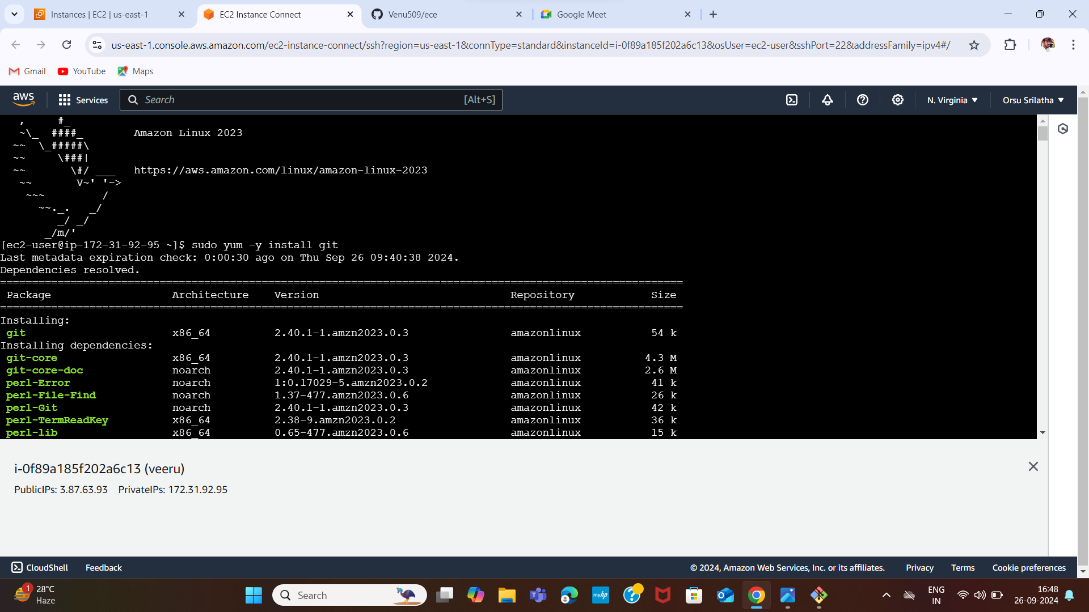 Instances | EC2 | us-east-1
EC2 Instance Connect
Venu509/ece
Google Meet
us-east-1.console.aws.amazon.com/ec2-instance-connect/ssh?region=us-east-1&connType=standard&instanceId=i-0f89a185f202a6c13&osUser=ec2-user&sshPort=22&addressFamily=ipv4#/
Gmail YouTube Maps
aws Services Search [Alt+S] N. Virginia Orsu Srilatha
, #_
~\_ ####_ Amazon Linux 2023
~~ \_#####\
~~ \###|
~~ \#/ ___ https://aws.amazon.com/linux/amazon-linux-2023
~~ V~' '->
~~~ /
~~._. _/
_/ _/
_/m/'
[ec2-user@ip-172-31-92-95 ~]$ sudo yum -y install git
Last metadata expiration check: 0:00:30 ago on Thu Sep 26 09:40:38 2024.
Dependencies resolved.
Package Architecture Version Repository Size
Installing:
git x86_64 2.40.1-1.amzn2023.0.3 amazonlinux 54 k
Installing dependencies:
git-core x86_64 2.40.1-1.amzn2023.0.3 amazonlinux 4.3 M
git-core-doc noarch 2.40.1-1.amzn2023.0.3 amazonlinux 2.6 M
perl-Error noarch 1:0.17029-5.amzn2023.0.2 amazonlinux 41 k
perl-File-Find noarch 1.37-477.amzn2023.0.6 amazonlinux 26 k
perl-Git noarch 2.40.1-1.amzn2023.0.3 amazonlinux 42 k
perl-TermReadKey x86_64 2.38-9.amzn2023.0.2 amazonlinux 36 k
perl-lib x86_64 0.65-477.amzn2023.0.6 amazonlinux 15 k
i-0f89a185f202a6c13 (veeru)
PublicIPs: 3.87.63.93 PrivateIPs: 172.31.92.95
CloudShell Feedback © 2024, Amazon Web Services, Inc. or its affiliates. Privacy Terms Cookie preferences
1 28°C
Haze
Search
ENG
IN
16:48
26-09-2024